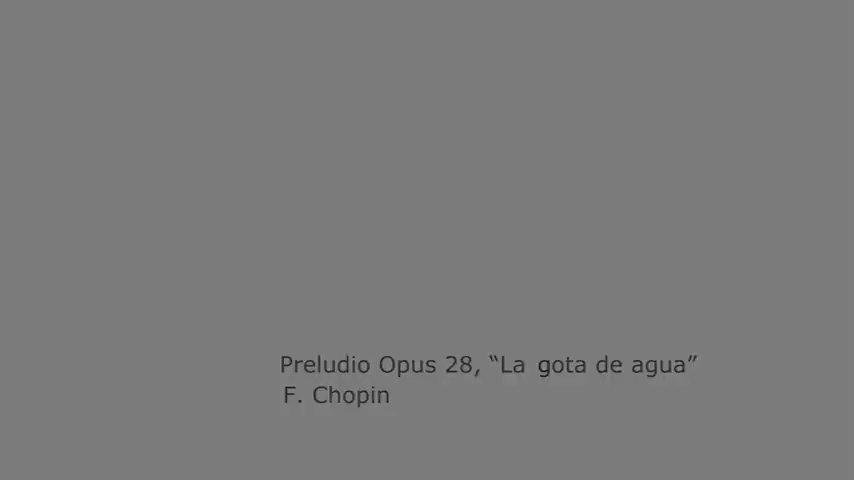 Preludio Opus 28, “La gota de agua”
F. Chopin